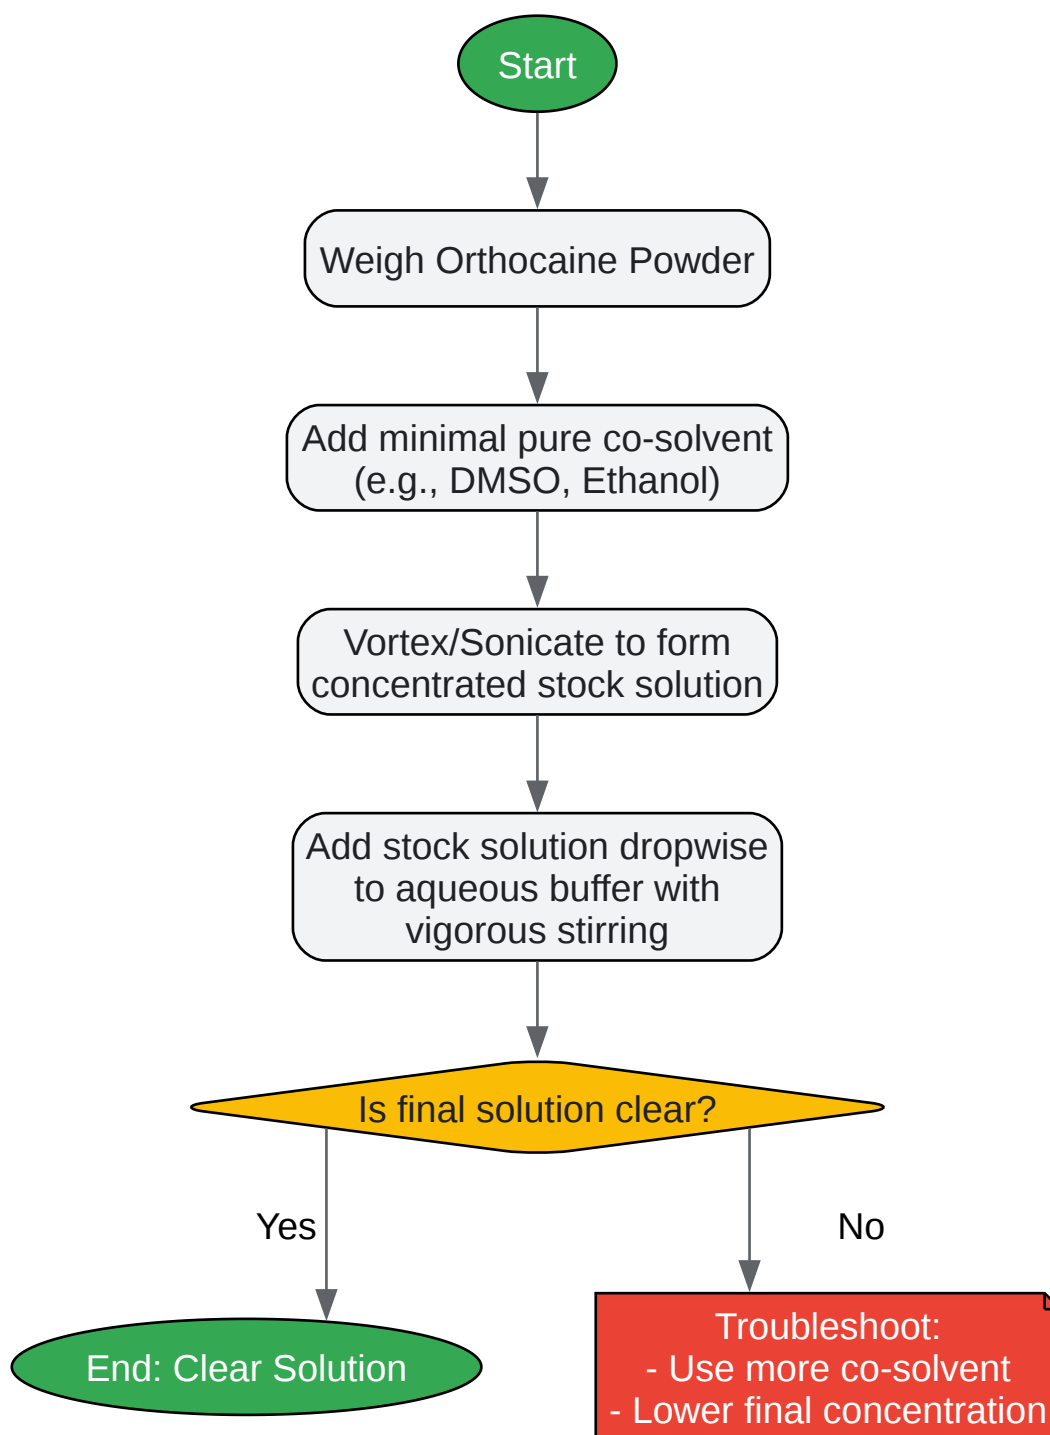 Start
Weigh Orthocaine Powder
Add minimal pure co-solvent
(e.g., DMSO, Ethanol)
Vortex/Sonicate to form
concentrated stock solution
Add stock solution dropwise
to aqueous buffer with
vigorous stirring
Is final solution clear?
Yes
No
End: Clear Solution
Troubleshoot:
- Use more co-solvent
- Lower final concentration